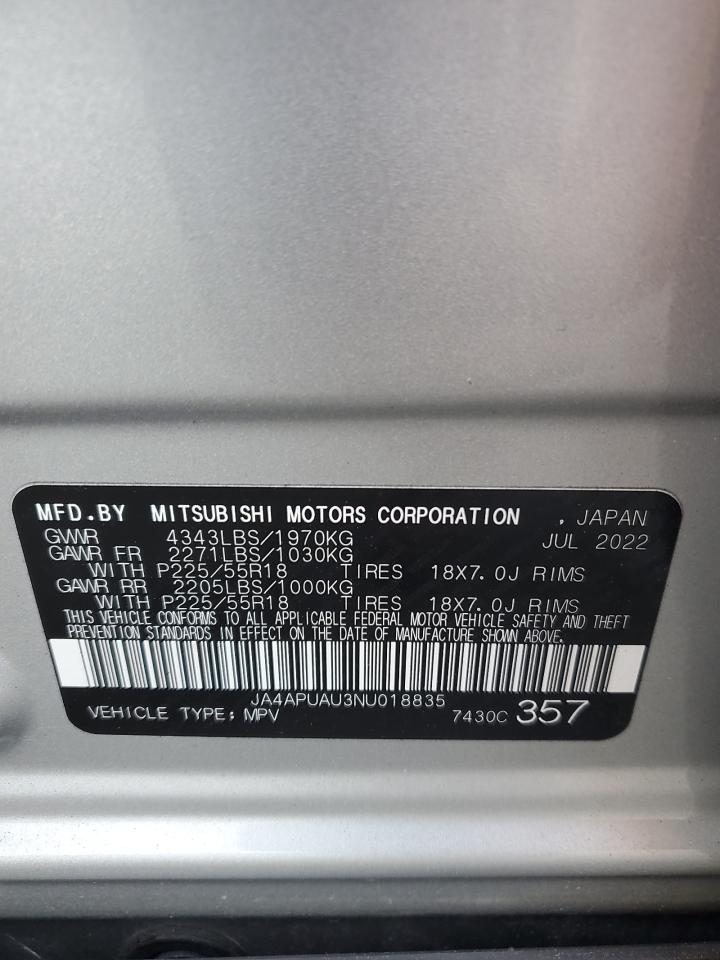 MFD.BY MITSUBISHI MOTORS CORPORATION , JAPAN
GVWR 4343LBS/1970KG JUL 2022
GAWR FR 2271LBS/1030KG
WITH P225/55R18 TIRES 18X7.0J RIMS
GAWR RR 2205LBS/1000KG
WITH P225/55R18 TIRES 18X7.0J RIMS
THIS VEHICLE CONFORMS TO ALL APPLICABLE FEDERAL MOTOR VEHICLE SAFETY AND THEFT
PREVENTION STANDARDS IN EFFECT ON THE DATE OF MANUFACTURE SHOWN ABOVE.
JA4APUAU3NU018835
VEHICLE TYPE: MPV 7430C 357